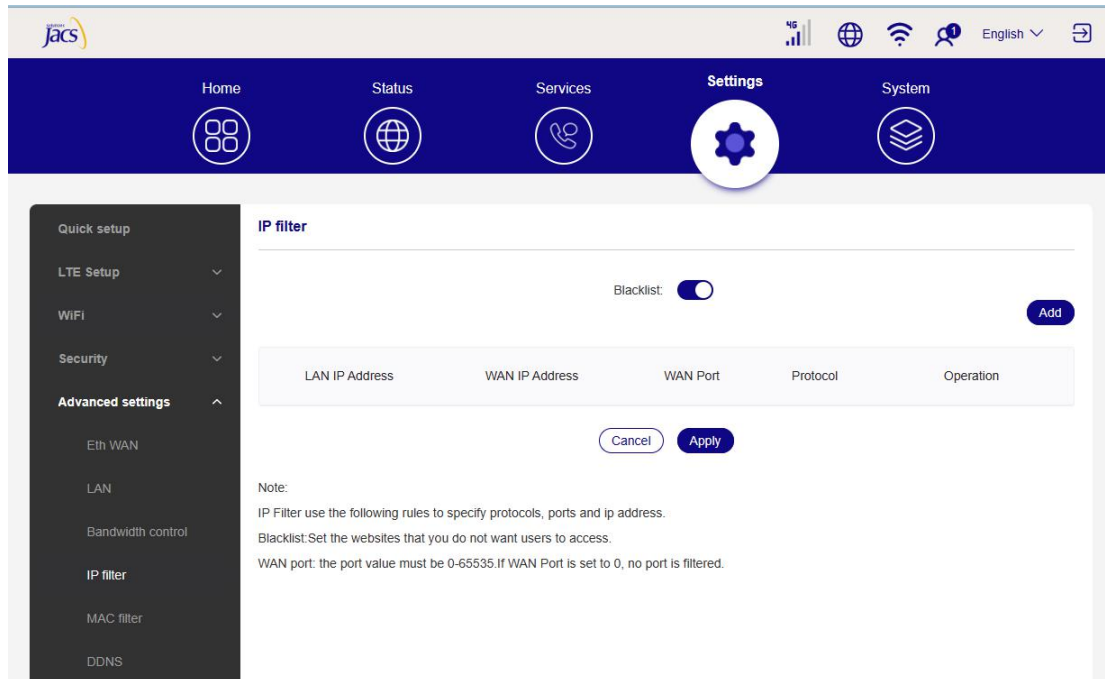 Jacs
4G
1
English
Home
Status
Services
Settings
System
Quick setup
LTE Setup
WiFi
Security
Advanced settings
Eth WAN
LAN
Bandwidth control
IP filter
MAC filter
DDNS
IP filter
Blacklist:
Add
LAN IP Address WAN IP Address WAN Port Protocol Operation
Cancel Apply
Note:
IP Filter use the following rules to specify protocols, ports and ip address.
Blacklist:Set the websites that you do not want users to access.
WAN port: the port value must be 0-65535.If WAN Port is set to 0, no port is filtered.